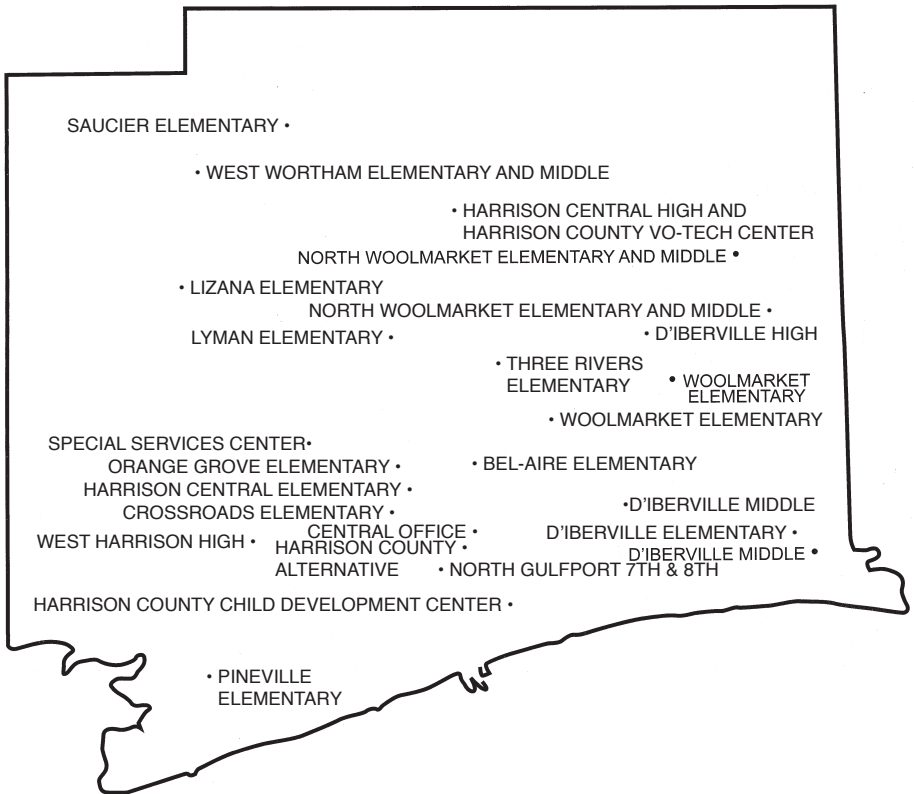 SAUCIER ELEMENTARY •
• WEST WORTHAM ELEMENTARY AND MIDDLE
• HARRISON CENTRAL HIGH AND
HARRISON COUNTY VO-TECH CENTER
NORTH WOOLMARKET ELEMENTARY AND MIDDLE •
• LIZANA ELEMENTARY
NORTH WOOLMARKET ELEMENTARY AND MIDDLE •
LYMAN ELEMENTARY •
• D'IBERVILLE HIGH
• THREE RIVERS
ELEMENTARY
• WOOLMARKET
ELEMENTARY
• WOOLMARKET ELEMENTARY
SPECIAL SERVICES CENTER•
ORANGE GROVE ELEMENTARY •
• BEL-AIRE ELEMENTARY
HARRISON CENTRAL ELEMENTARY •
CROSSROADS ELEMENTARY •
•D'IBERVILLE MIDDLE
CENTRAL OFFICE •
D'IBERVILLE ELEMENTARY •
WEST HARRISON HIGH •
HARRISON COUNTY •
ALTERNATIVE
D'IBERVILLE MIDDLE •
• NORTH GULFPORT 7TH & 8TH
HARRISON COUNTY CHILD DEVELOPMENT CENTER •
• PINEVILLE
ELEMENTARY